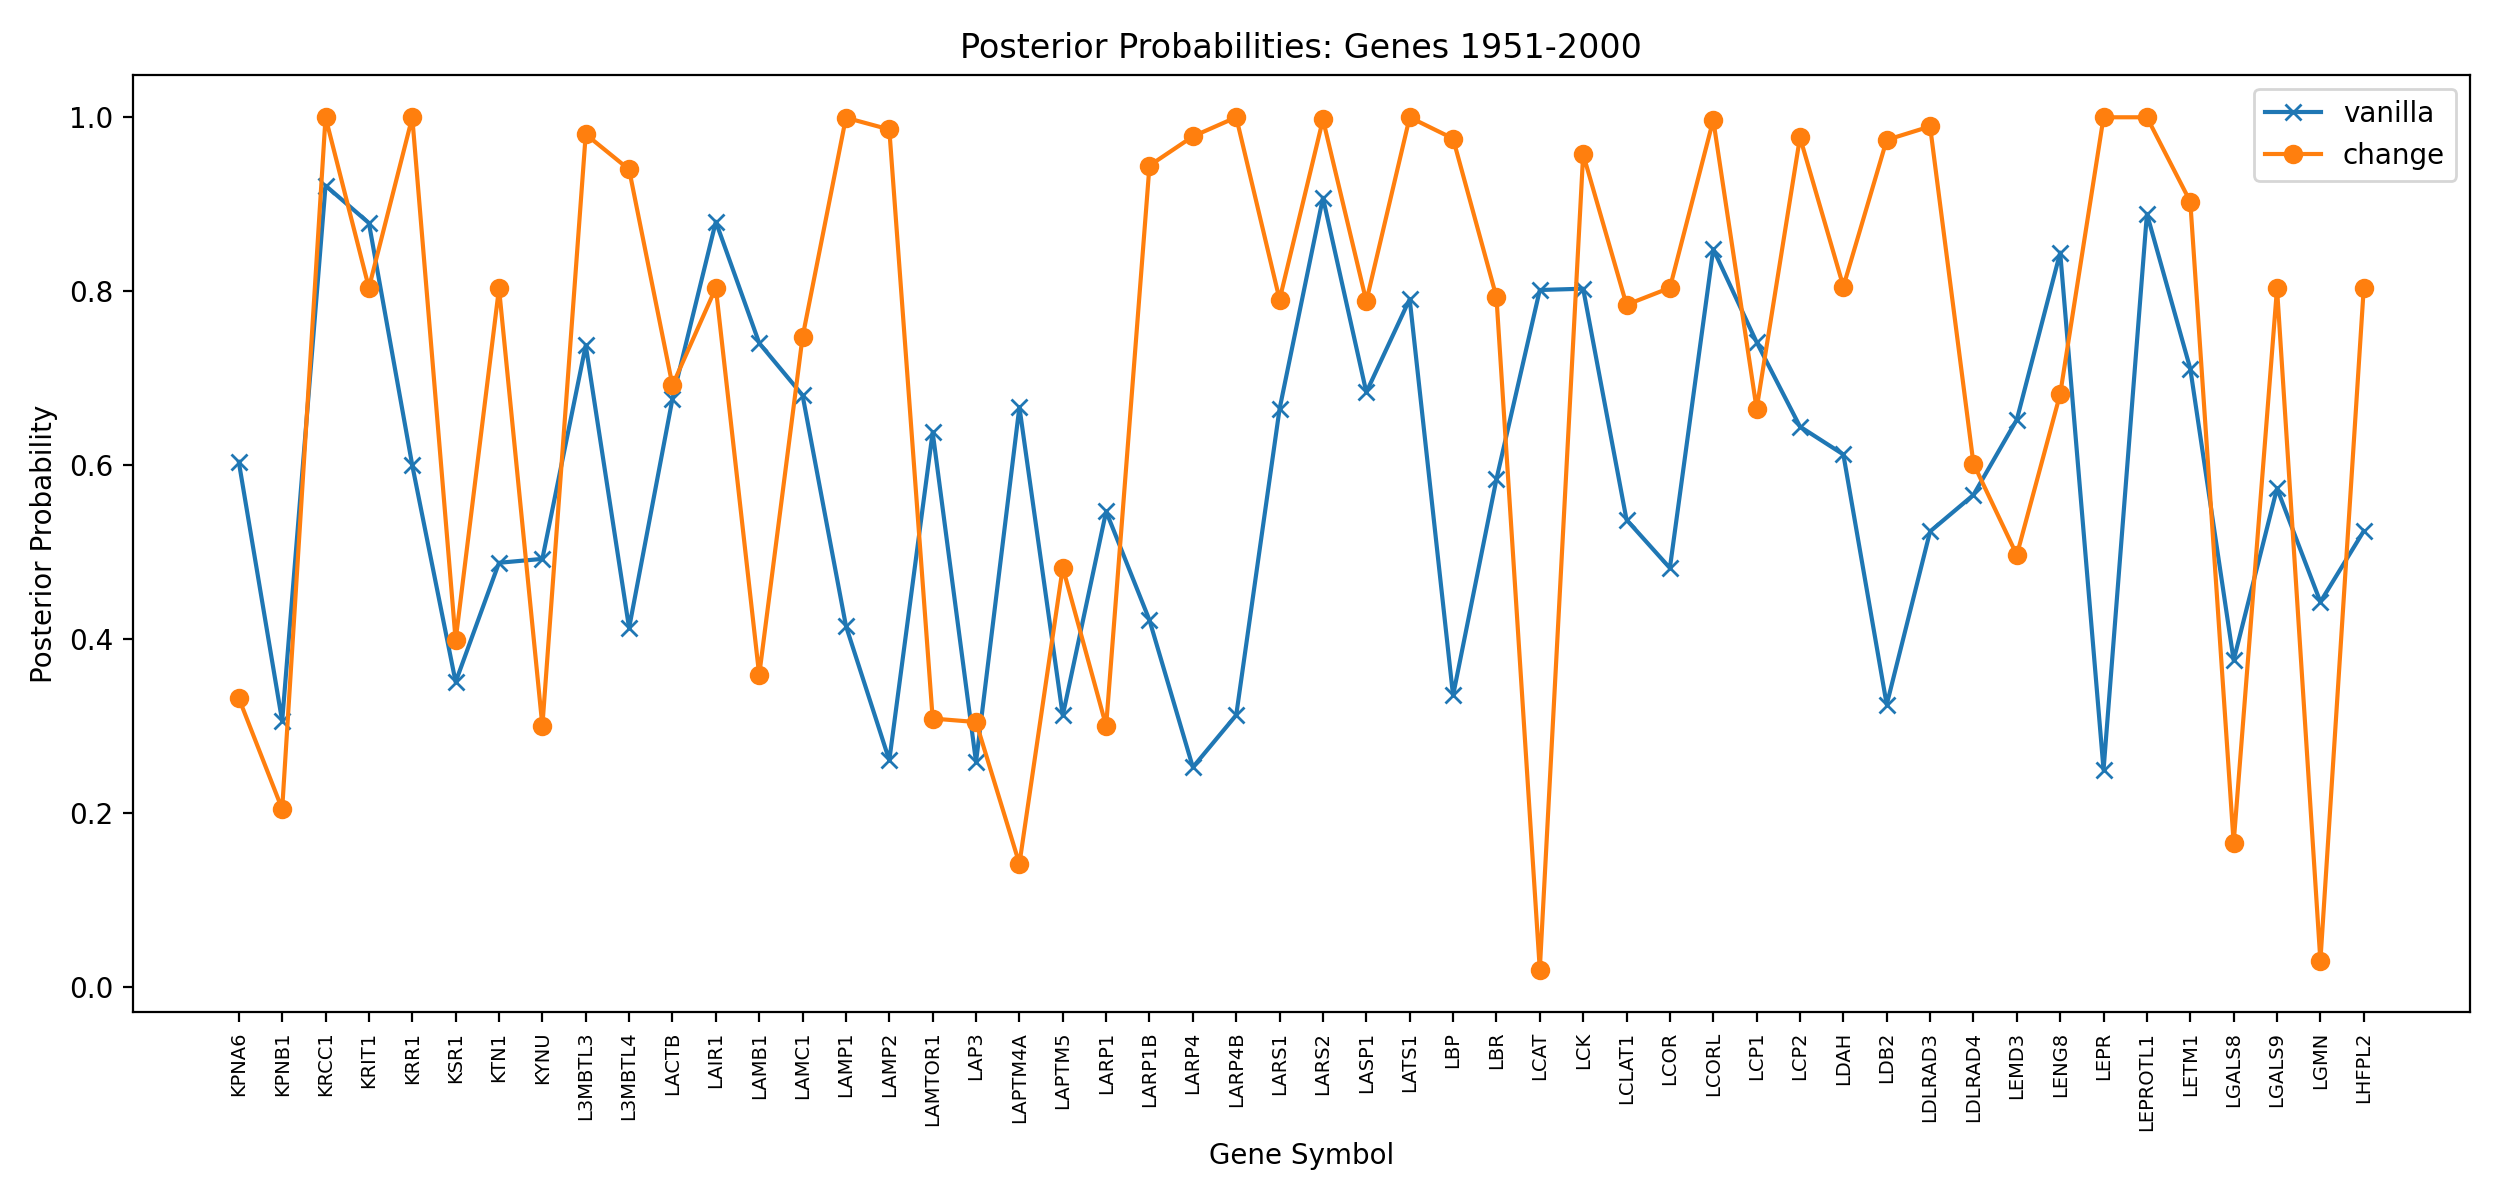 Posterior Probabilities: Genes 1951-2000
vanilla
change
Posterior Probability
1.0
0.8
0.6
0.4
0.2
0.0
KPNA6
KPNB1
KRCC1
KRIT1
KRR1
KSR1
KTN1
KYNU
L3MBTL3
L3MBTL4
LACTB
LAIR1
LAMB1
LAMC1
LAMP1
LAMP2
LAMTOR1
LAP3
LAPTM4A
LAPTM5
LARP1
LARP1B
LARP4
LARP4B
LARS1
LARS2
LASP1
LATS1
LBP
LBR
LCAT
LCK
LCLAT1
LCOR
LCORL
LCP1
LCP2
LDAH
LDB2
LDLRAD3
LDLRAD4
LEMD3
LENG8
LEPR
LEPROTL1
LETM1
LGALS8
LGALS9
LGMN
LHFPL2
Gene Symbol